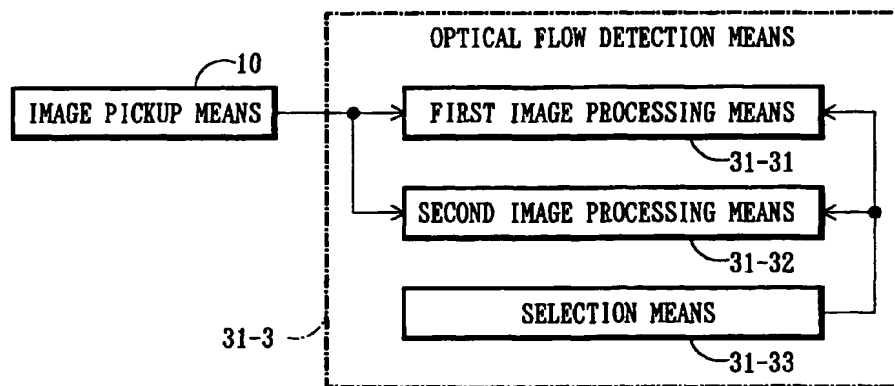 OPTICAL FLOW DETECTION MEANS
10
IMAGE PICKUP MEANS
FIRST IMAGE PROCESSING MEANS
31-31
SECOND IMAGE PROCESSING MEANS
31-32
SELECTION MEANS
31-3
31-33